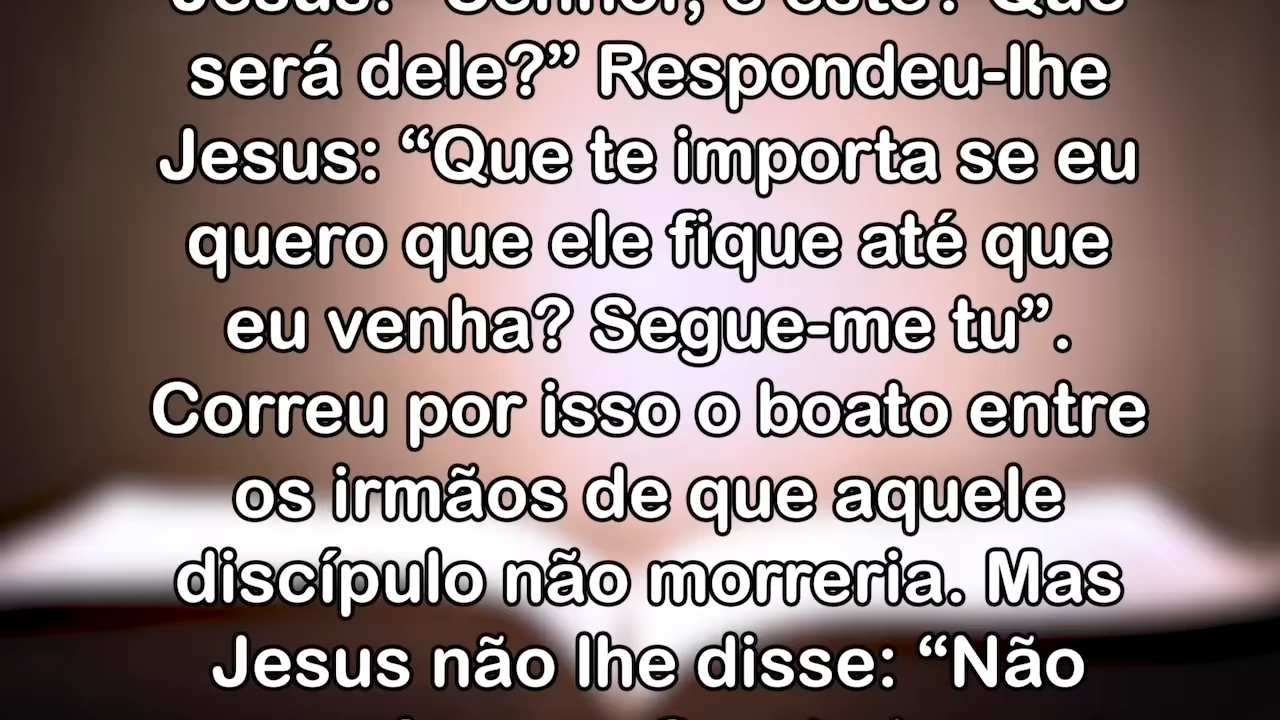 Jesus: “Senhor, e este? Que
será dele?” Respondeu-lhe
Jesus: “Que te importa se eu
quero que ele fique até que
eu venha? Segue-me tu”.
Correu por isso o boato entre
os irmãos de que aquele
discípulo não morreria. Mas
Jesus não lhe disse: “Não